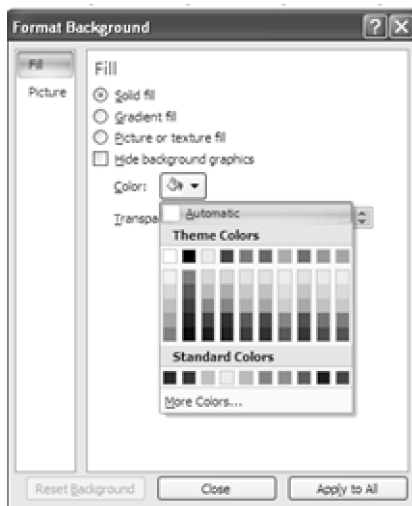 Format Background
Fill
Picture
Fill
Solid fill
Gradient fill
Picture or texture fill
Hide background graphics
Color:
Automatic
Transpa
Theme Colors
Standard Colors
More Colors...
Reset Background
Close
Apply to All